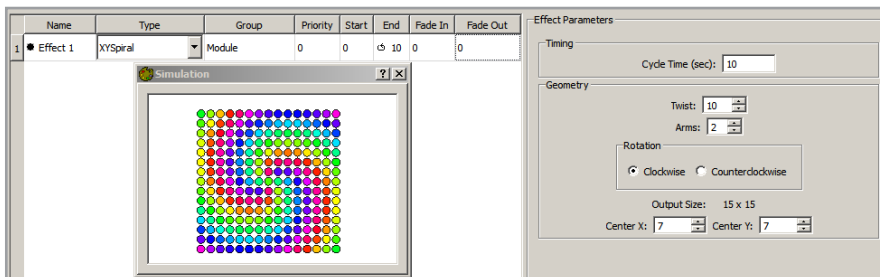 Name Type Group Priority Start End Fade In Fade Out
1 Effect 1 XYSpiral Module 0 0 10 0 0
Simulation
Effect Parameters
Timing
Cycle Time (sec): 10
Geometry
Twist: 10
Arms: 2
Rotation
Clockwise Counterclockwise
Output Size: 15 x 15
Center X: 7 Center Y: 7